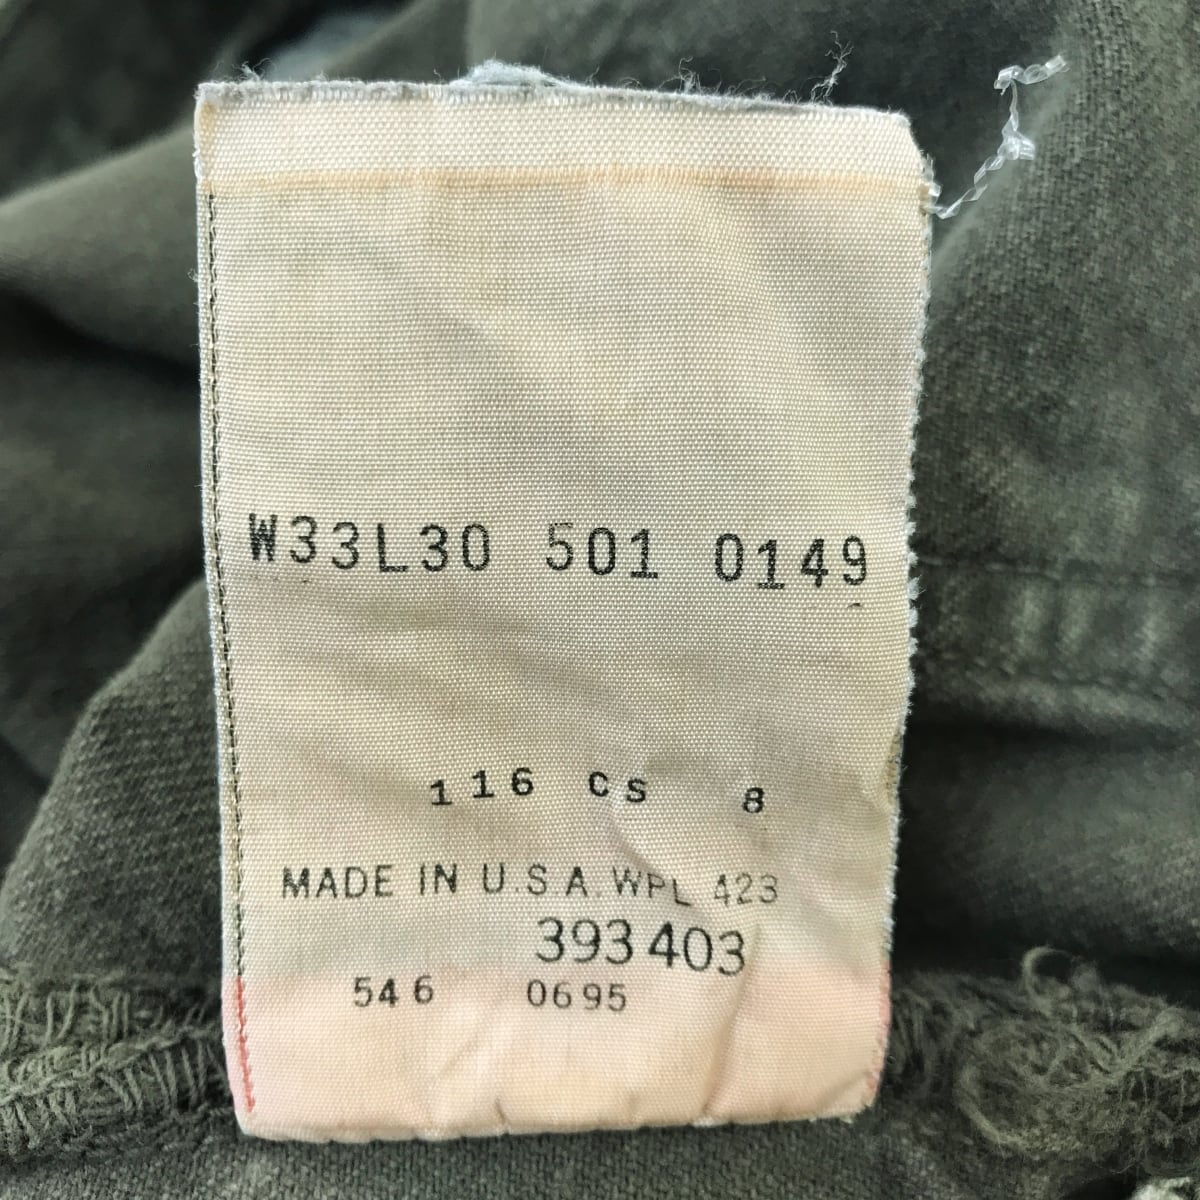 W33L30 501 0149
116 CS 8
MADE IN U.S.A. WPL 423
393403
546 0695